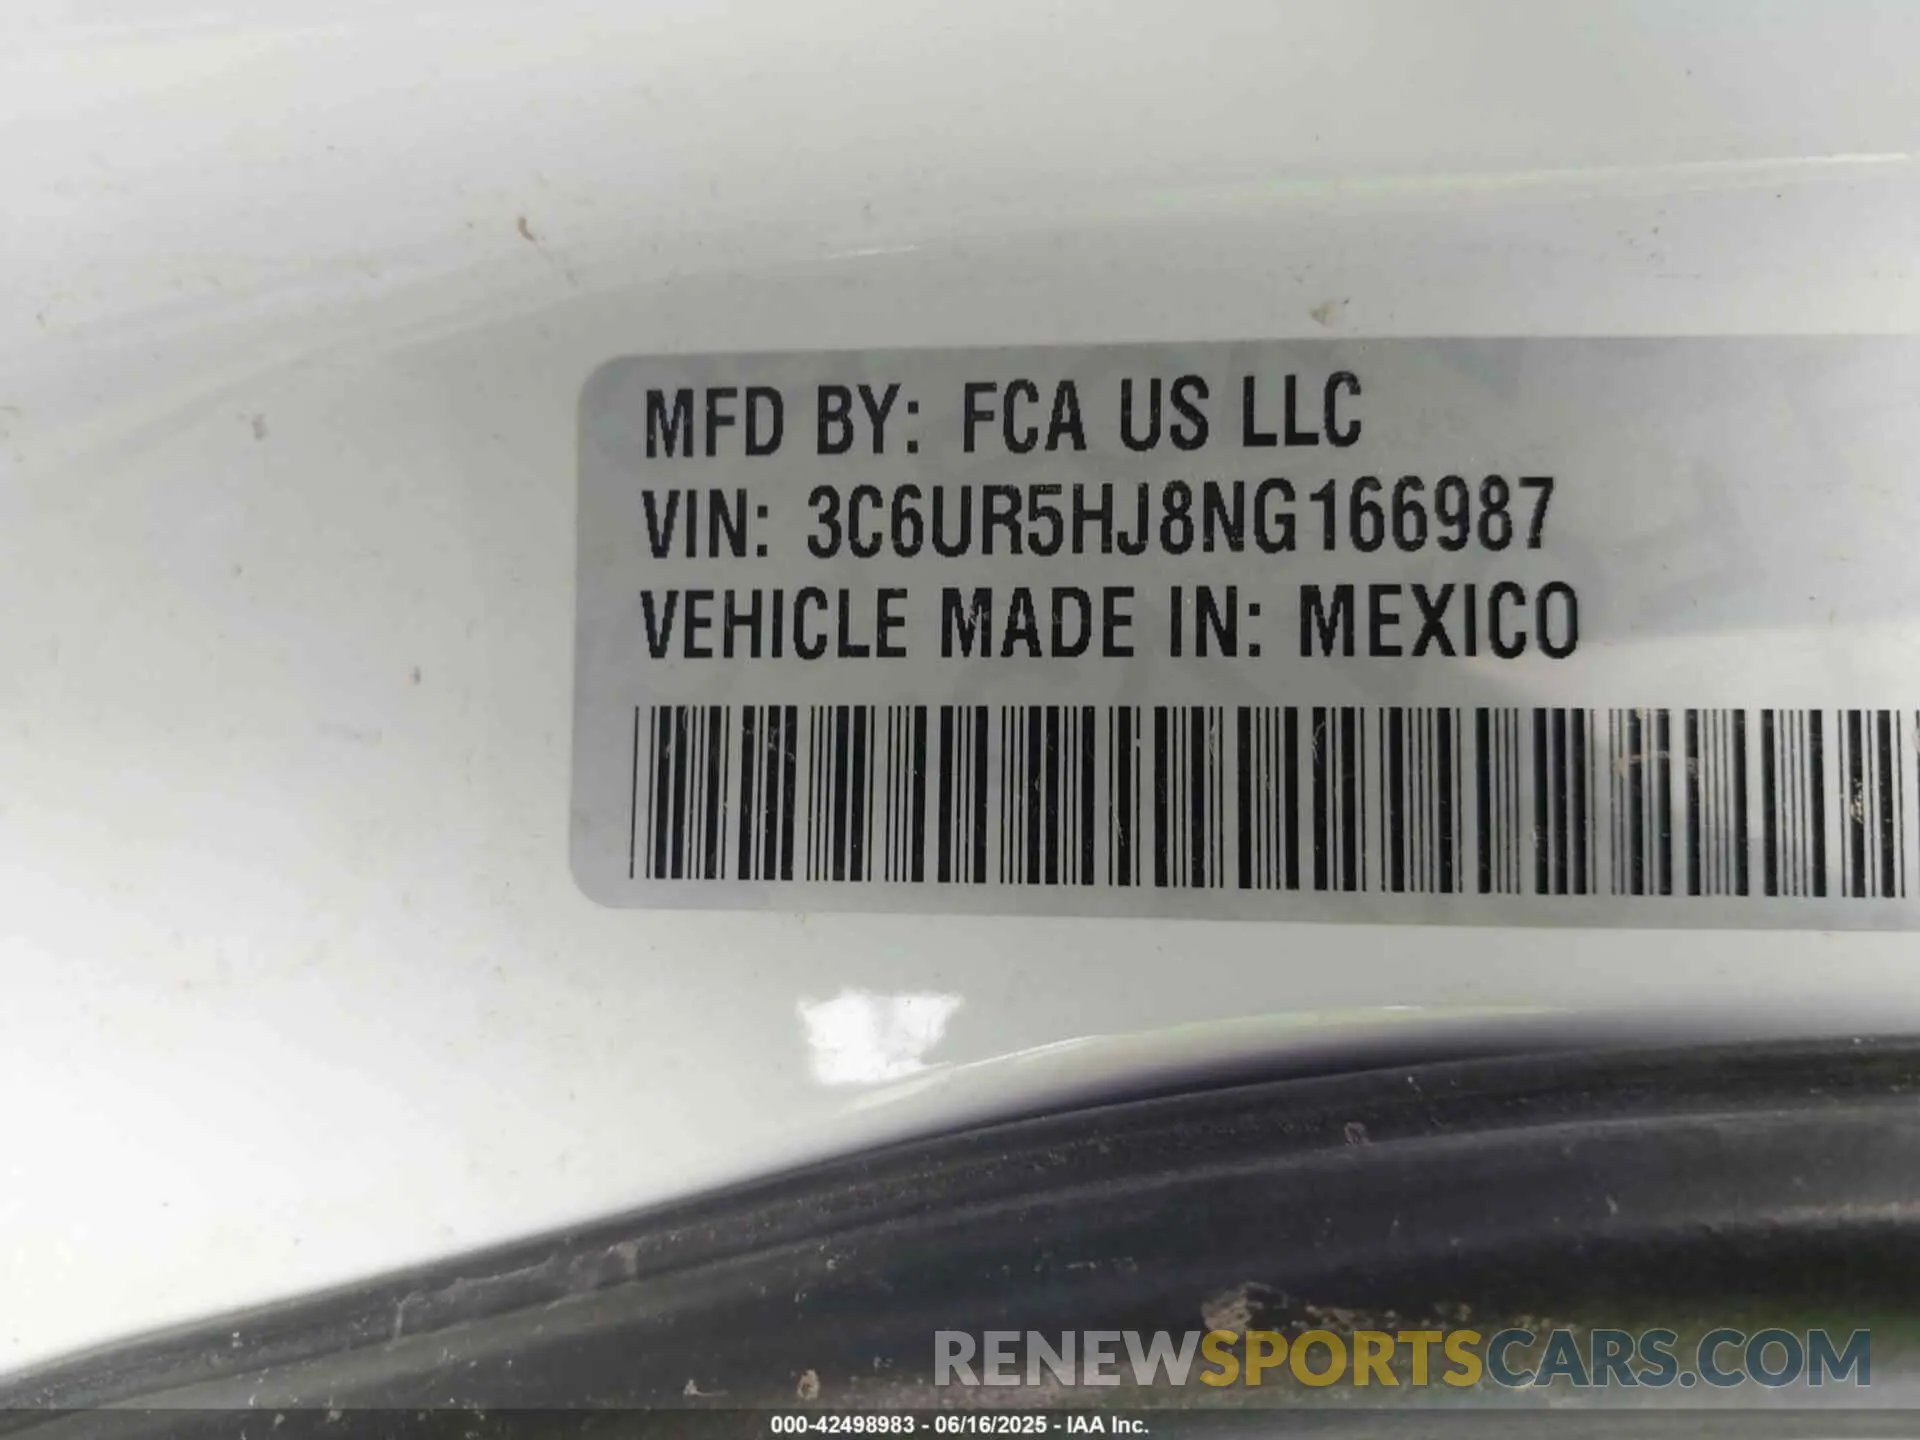 MFD BY: FCA US LLC
VIN: 3C6UR5HJ8NG166987
VEHICLE MADE IN: MEXICO
RENEWSPORTSCARS.COM
000-42498983 - 06/16/2025 - IAA Inc.